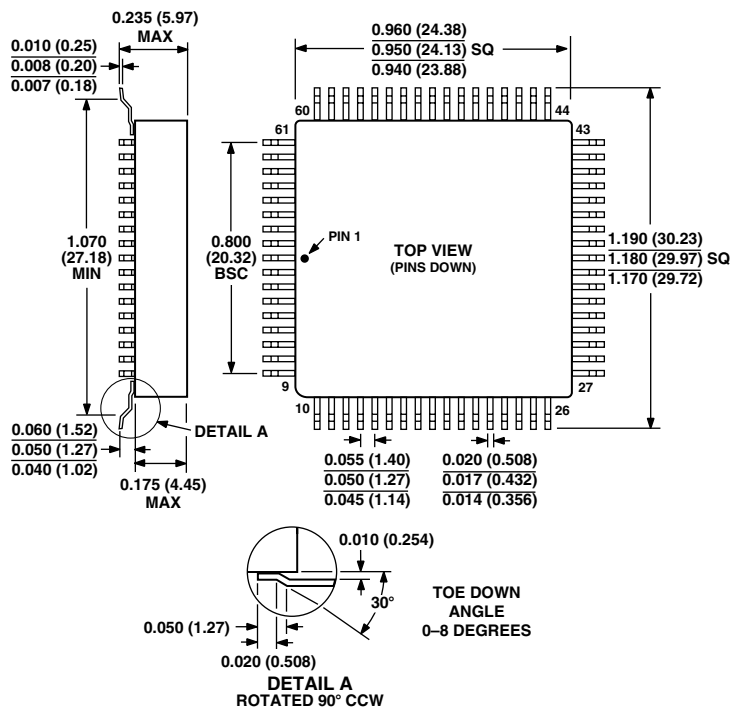 0.235 (5.97)
MAX
0.010 (0.25)
0.008 (0.20)
0.007 (0.18)
0.960 (24.38)
0.950 (24.13) SQ
0.940 (23.88)
60
44
61
43
1.070
(27.18)
MIN
0.800
(20.32)
BSC
PIN 1
TOP VIEW
(PINS DOWN)
1.190 (30.23)
1.180 (29.97) SQ
1.170 (29.72)
9
27
10
26
DETAIL A
0.060 (1.52)
0.050 (1.27)
0.040 (1.02)
0.175 (4.45)
MAX
0.055 (1.40)
0.050 (1.27)
0.045 (1.14)
0.020 (0.508)
0.017 (0.432)
0.014 (0.356)
0.010 (0.254)
30°
TOE DOWN
ANGLE
0–8 DEGREES
0.050 (1.27)
0.020 (0.508)
DETAIL A
ROTATED 90° CCW